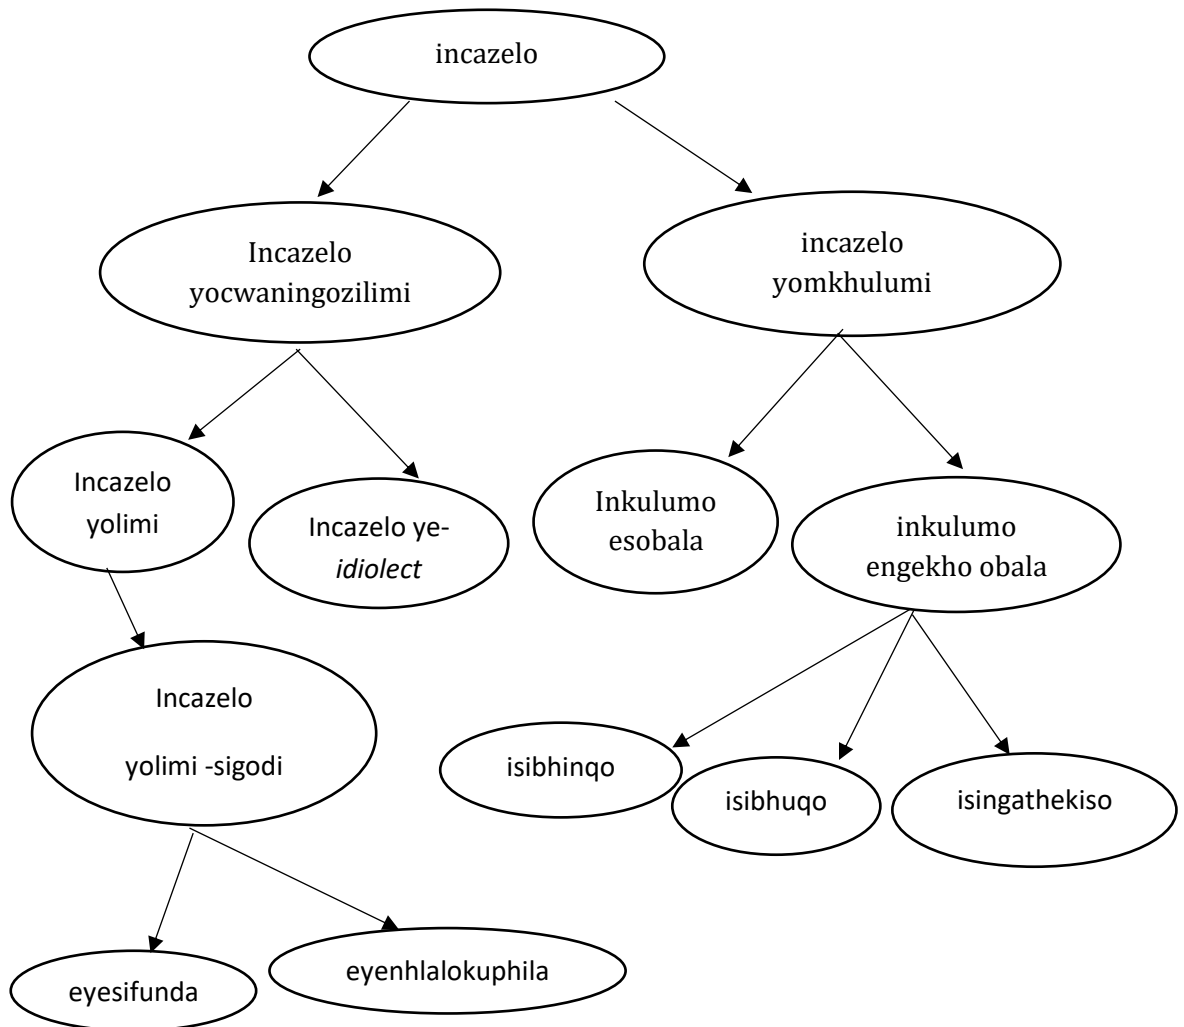 incazelo
Incazelo
yocwaningozilimi
incazelo
yomkhulumi
Incazelo
yolimi
Incazelo ye-
idiolect
Inkulumo
esobala
inkulumo
engekho obala
Incazelo
yolimi -sigodi
isibhinqo
isibhuqo
isingathekiso
eyesifunda
eyenhlalokuphila